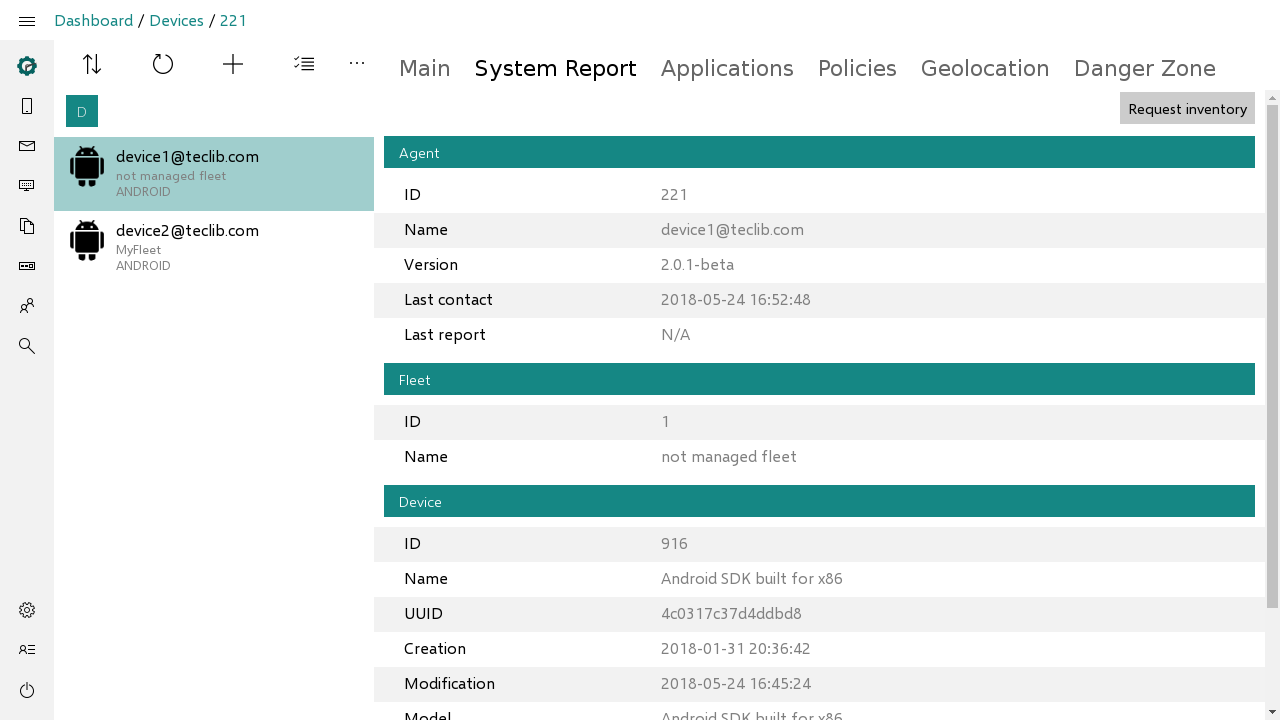 Dashboard / Devices / 221
Main System Report Applications Policies Geolocation Danger Zone
D
Request inventory
device1@teclib.com
not managed fleet
ANDROID
device2@teclib.com
MyFleet
ANDROID
Agent
ID 221
Name device1@teclib.com
Version 2.0.1-beta
Last contact 2018-05-24 16:52:48
Last report N/A
Fleet
ID 1
Name not managed fleet
Device
ID 916
Name Android SDK built for x86
UUID 4c0317c37d4ddbd8
Creation 2018-01-31 20:36:42
Modification 2018-05-24 16:45:24
Model Android SDK built for x86